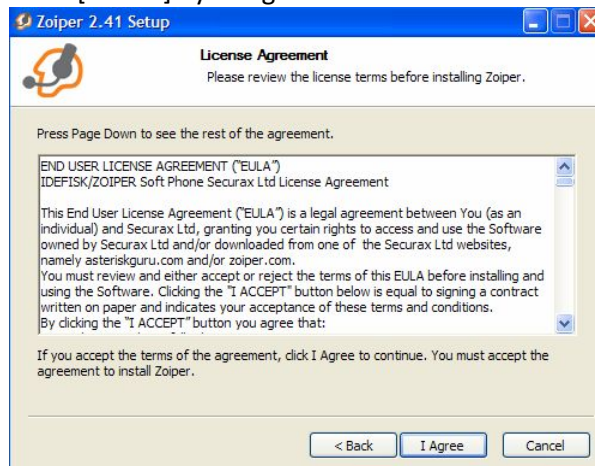 Zoiper 2.41 Setup
License Agreement
Please review the license terms before installing Zoiper.
Press Page Down to see the rest of the agreement.
END USER LICENSE AGREEMENT ("EULA")
IDEFISK/ZOIPER Soft Phone Securax Ltd License Agreement
This End User License Agreement ("EULA") is a legal agreement between You (as an
individual) and Securax Ltd, granting you certain rights to access and use the Software
owned by Securax Ltd and/or downloaded from one of the Securax Ltd websites,
namely asteriskguru.com and/or zoiper.com.
You must review and either accept or reject the terms of this EULA before installing and
using the Software. Clicking the "I ACCEPT" button below is equal to signing a contract
written on paper and indicates your acceptance of these terms and conditions.
By clicking the "I ACCEPT" button you agree that:
If you accept the terms of the agreement, click I Agree to continue. You must accept the
agreement to install Zoiper.
< Back I Agree Cancel